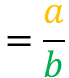 = a/b